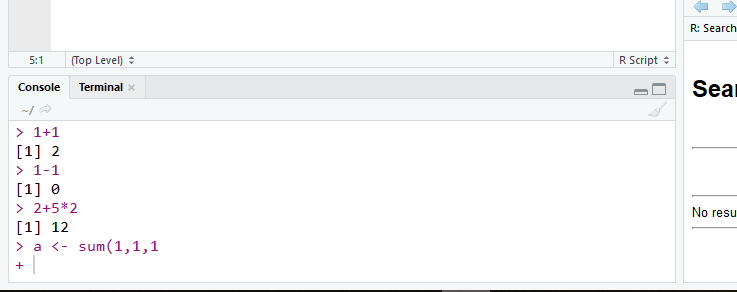 5:1 (Top Level) R Script
R: Search
Console Terminal
~/
> 1+1
[1] 2
> 1-1
[1] 0
> 2+5*2
[1] 12
> a <- sum(1,1,1
+
Sear
No resu